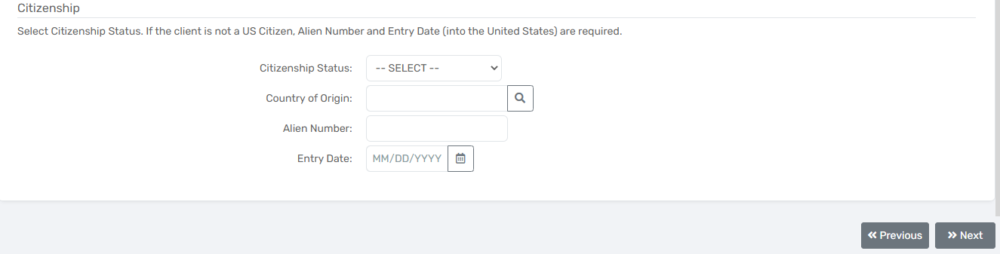 Citizenship
Select Citizenship Status. If the client is not a US Citizen, Alien Number and Entry Date (into the United States) are required.
Citizenship Status: -- SELECT --
Country of Origin:
Alien Number:
Entry Date: MM/DD/YYYY
Previous Next